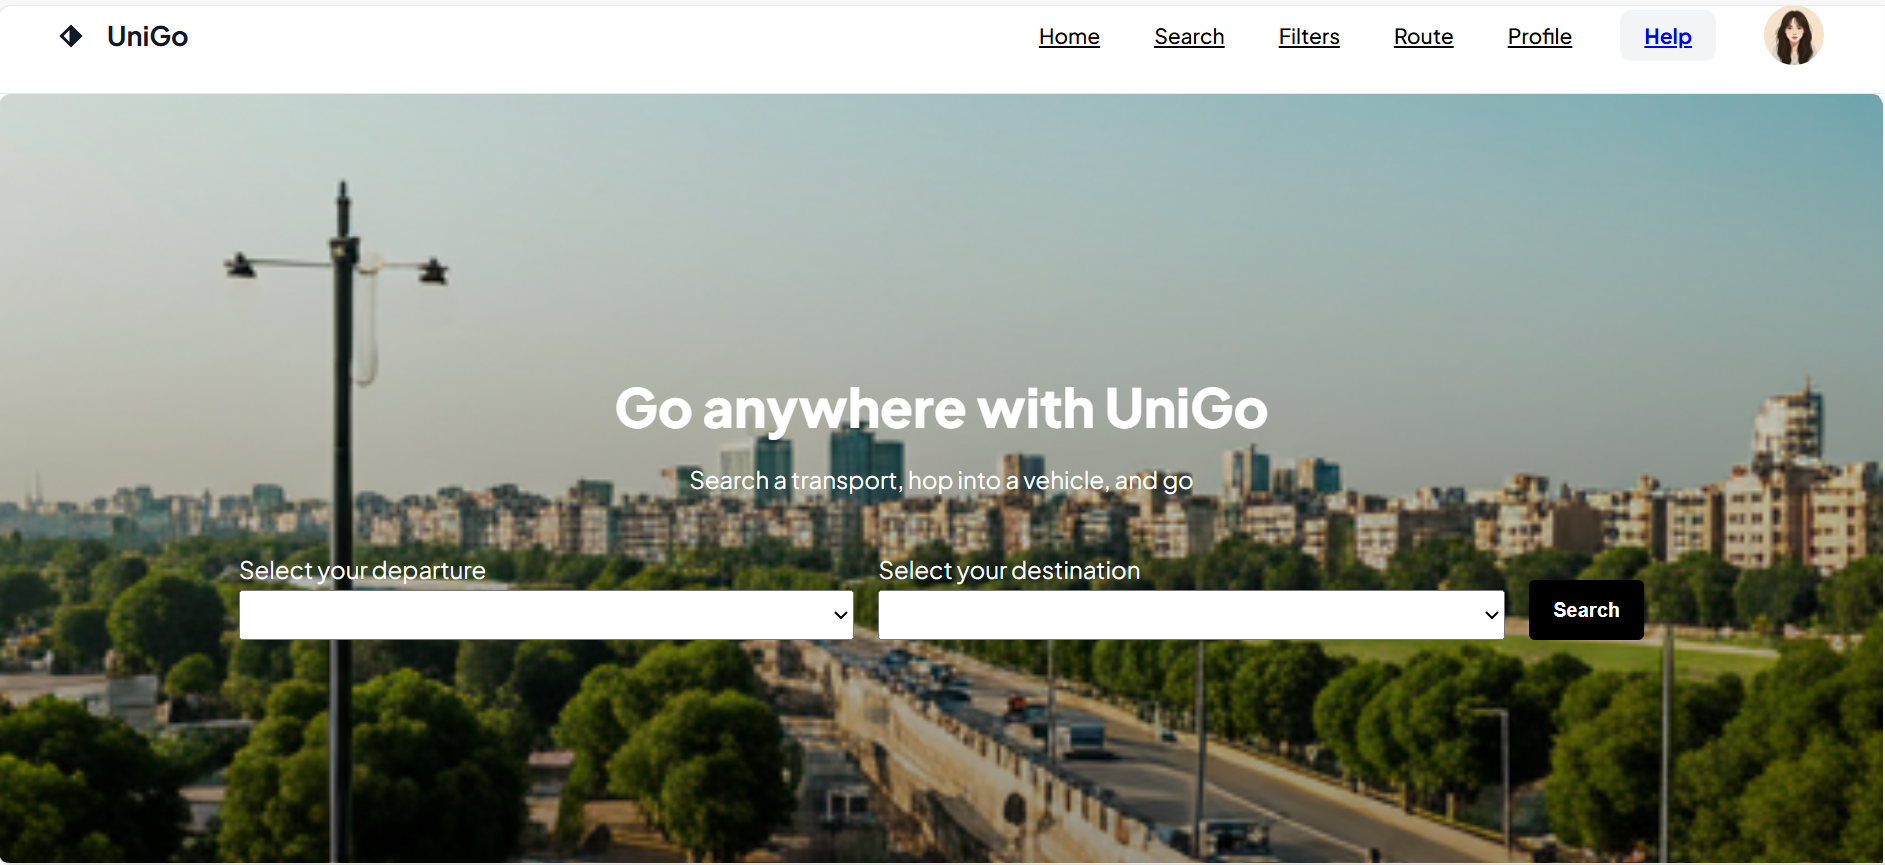 UniGo
Home Search Filters Route Profile Help
Go anywhere with UniGo
Search a transport, hop into a vehicle, and go
Select your departure
Select your destination
Search